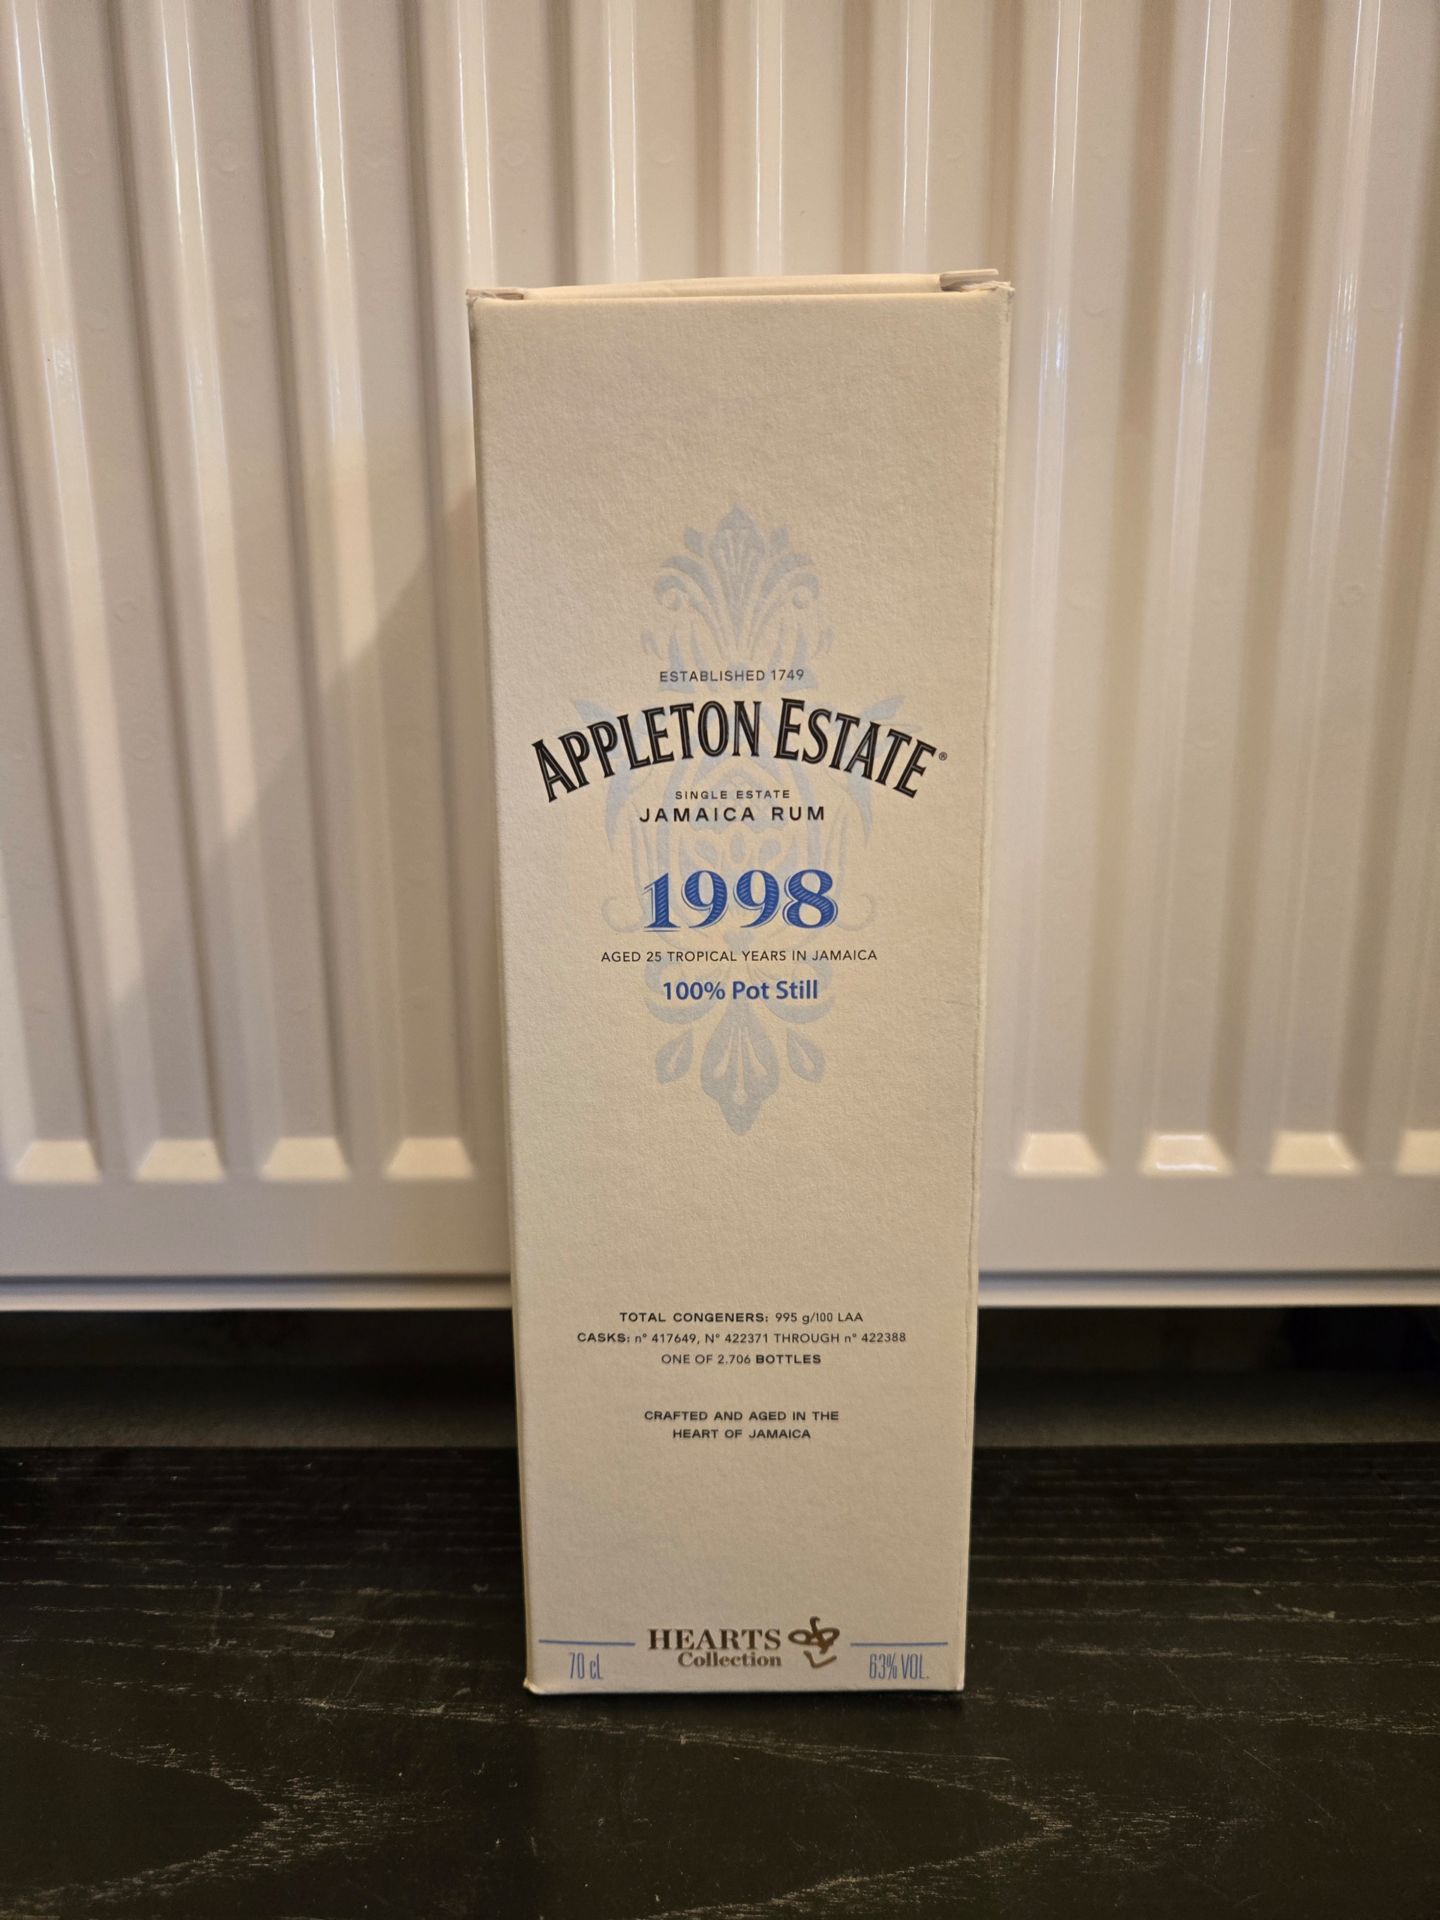 ESTABLISHED 1749
APPLETON ESTATE®
SINGLE ESTATE
JAMAICA RUM
1998
AGED 25 TROPICAL YEARS IN JAMAICA
100% Pot Still
TOTAL CONGENERS: 995 g/100 LAA
CASKS: n° 417649, N° 422371 THROUGH n° 422388
ONE OF 2.706 BOTTLES
CRAFTED AND AGED IN THE
HEART OF JAMAICA
HEARTS
Collection
70 cL
63% VOL.